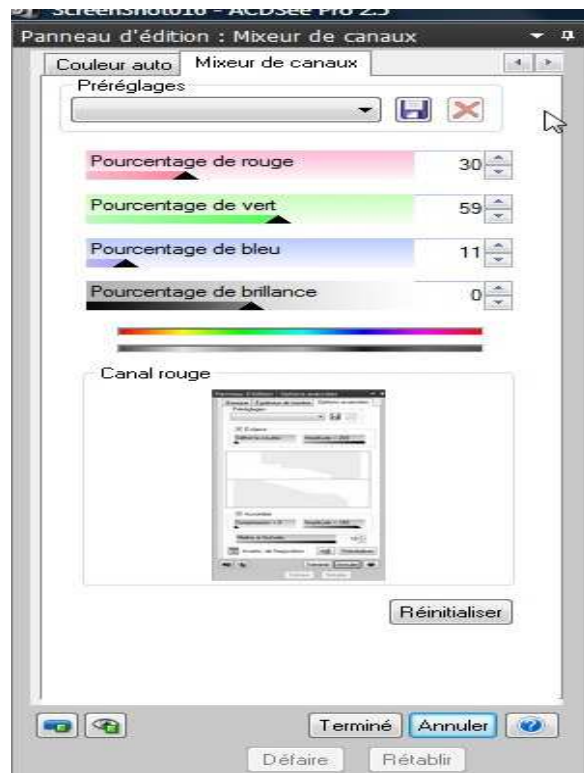 ScreenShot016 - ACDSee Pro 2.5
Panneau d'édition : Mixeur de canaux
Couleur auto Mixeur de canaux
Préréglages
Pourcentage de rouge 30
Pourcentage de vert 59
Pourcentage de bleu 11
Pourcentage de brillance 0
Canal rouge
Réinitialiser
Terminé Annuler
Défaire Rétablir